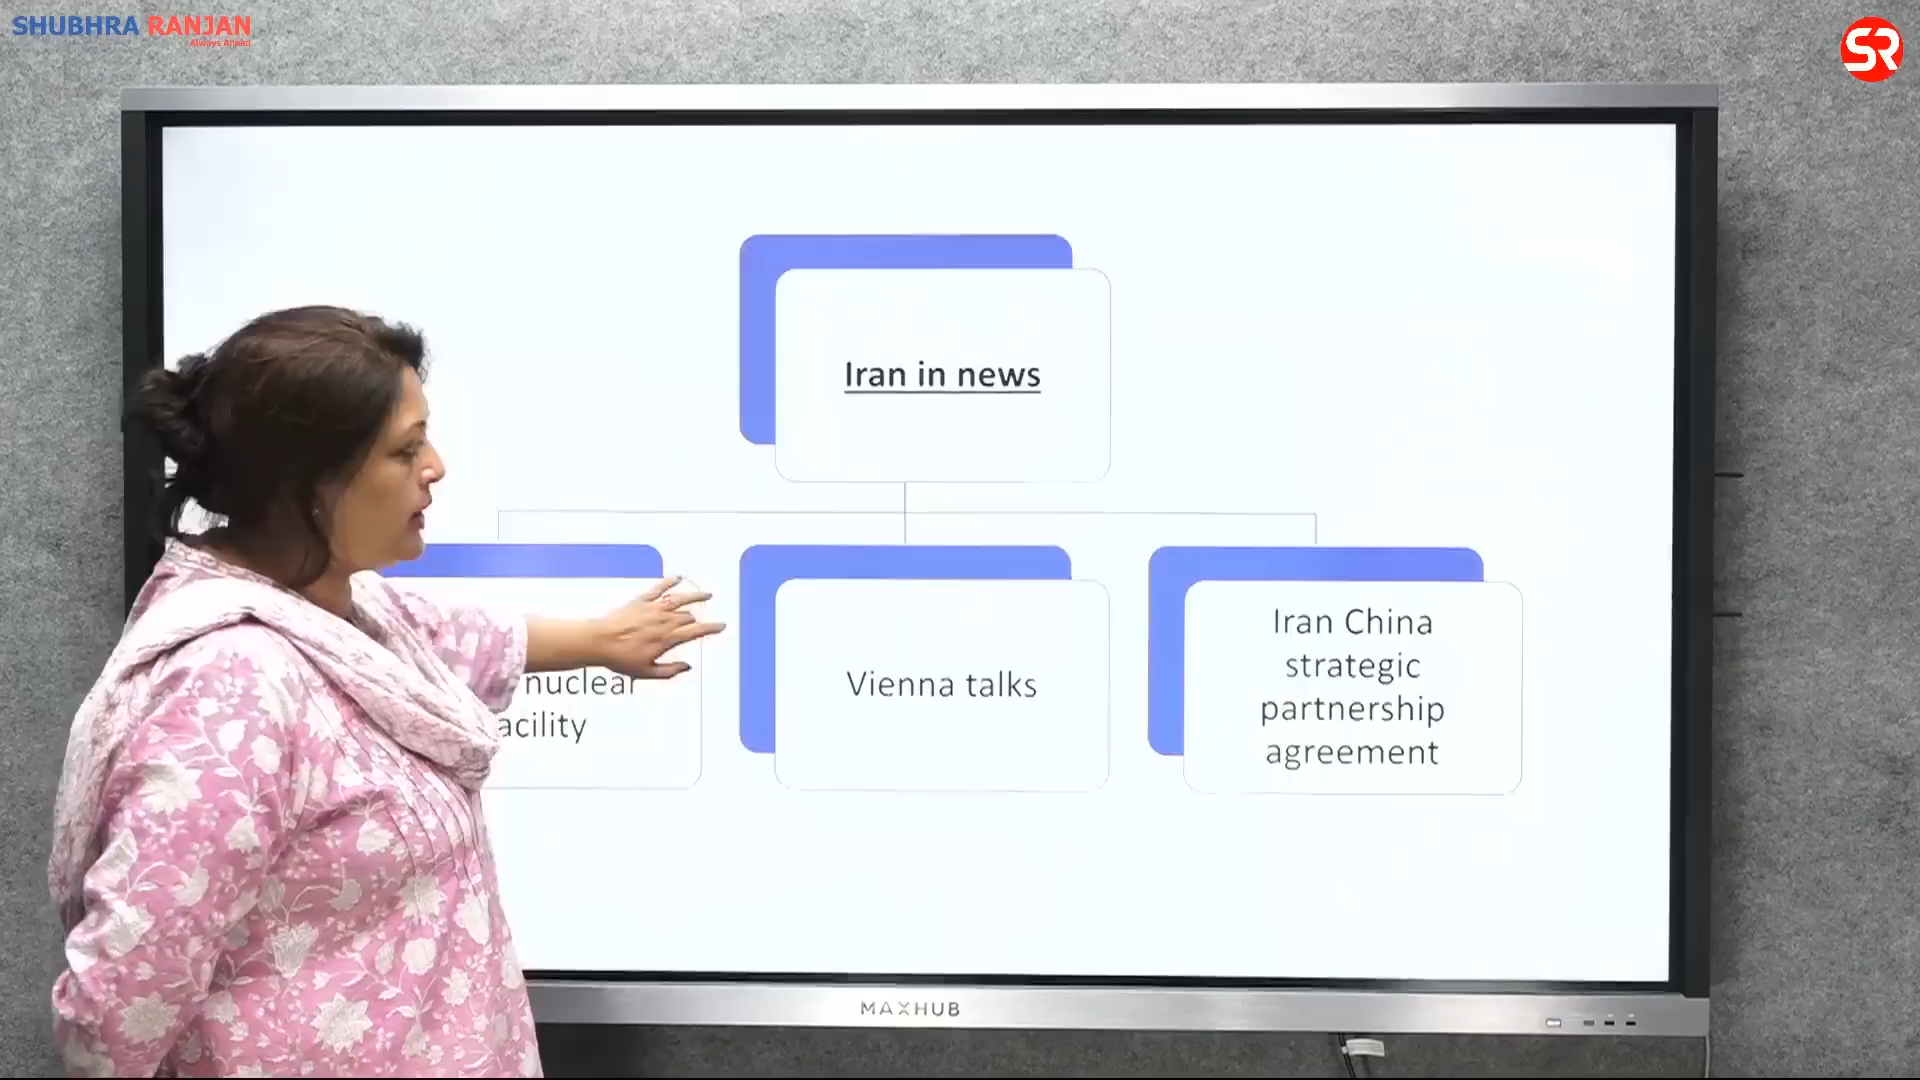 SHUBHRA RANJAN
Always Ahead
SR
Iran in news
nuclear
acility
Vienna talks
Iran China
strategic
partnership
agreement
MAXHUB